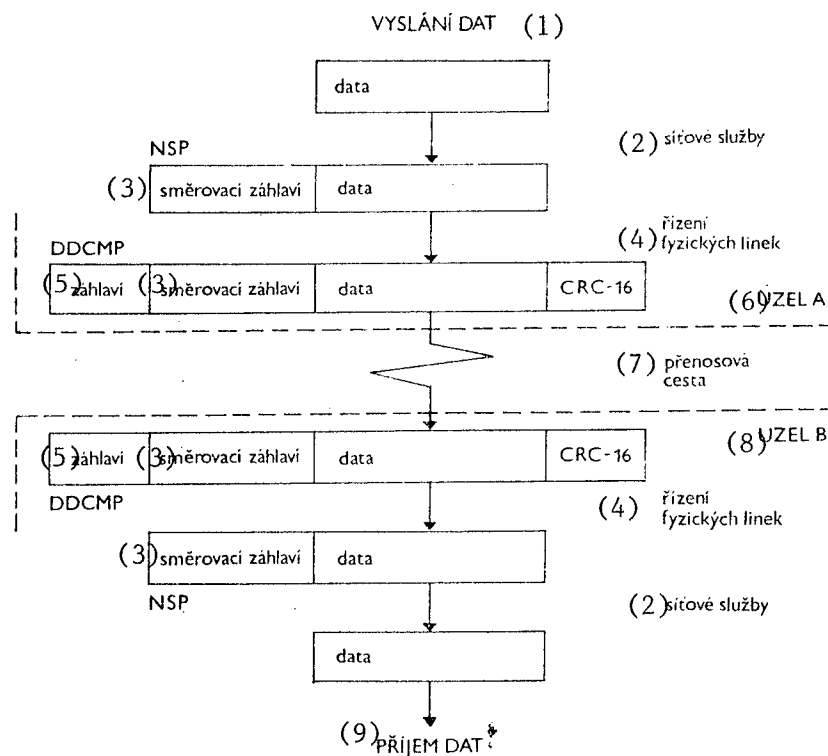 VYSLÁNÍ DAT (1)
data
NSP
(2) síťové služby
(3) směrovací záhlaví data
(4) řízení
fyzických linek
DDCMP
(5) záhlaví (3) směrovací záhlaví data CRC-16
(6) UZEL A
(7) přenosová
cesta
(8) UZEL B
(5) záhlaví (3) směrovací záhlaví data CRC-16
DDCMP
(4) řízení
fyzických linek
(3) směrovací záhlaví data
NSP
(2) síťové služby
data
(9) PŘÍJEM DAT